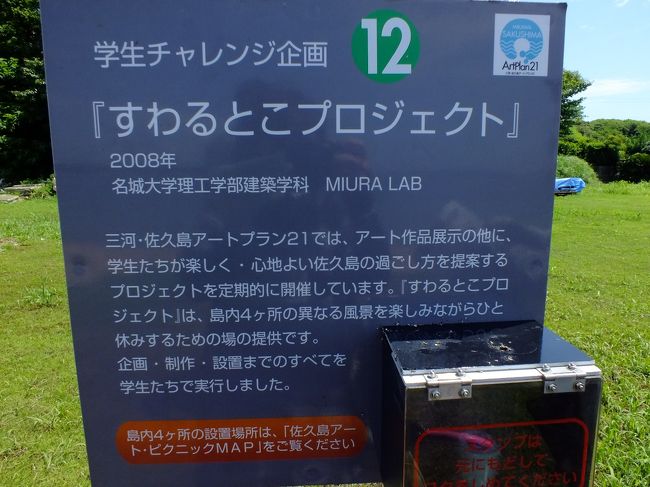 学生チャレンジ企画
12
MIKAWA
SAKUSHIMA
ArtPlan21
『すわるとこプロジェクト』
2008年
名城大学理工学部建築学科 MIURA LAB
三河・佐久島アートプラン21では、アート作品展示の他に、
学生たちが楽しく・心地よい佐久島の過ごし方を提案する
プロジェクトを定期的に開催しています。『すわるとこプロ
ジェクト』は、島内4ヶ所の異なる風景を楽しみながらひと
休みするための場の提供です。
企画・制作・設置までのすべてを
学生たちで実行しました。
島内4ヶ所の設置場所は、「佐久島アー
ト・ピクニックMAP」をご覧ください
スタンプは
元にもどして
ください